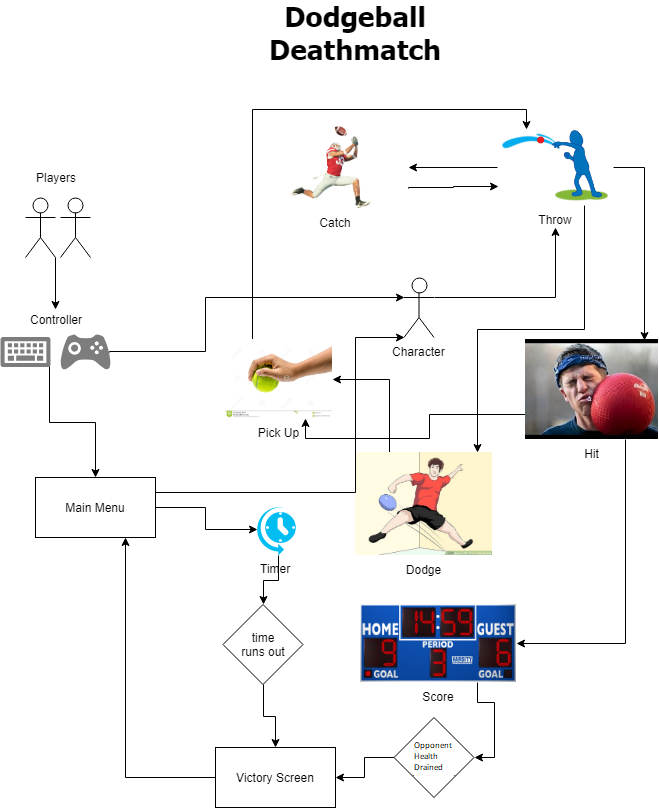 Dodgeball
Deathmatch
Players
Catch
Throw
Controller
Character
Pick Up
Hit
Main Menu
Timer
Dodge
time
runs out
HOME
14:59
GUEST
PERIOD
9
3
6
GOAL
GOAL
Score
Opponent
Health
Drained
Victory Screen